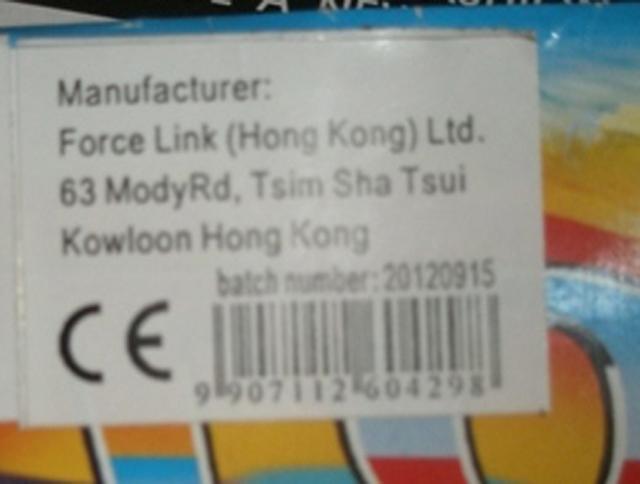 Manufacturer:
Force Link (Hong Kong) Ltd.
63 ModyRd, Tsim Sha Tsui
Kowloon Hong Kong
batch number:20120915
CE
9 907112 604298